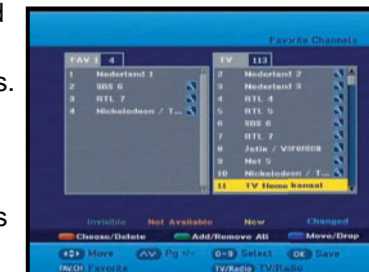 d
s.
s
Favorite Channels
FAV 1 4
1 Nederland 1
2 SBS 6
3 RTL 7
4 Nickelodeon / T...
TV 113
2 Nederland 2
3 Nederland 3
4 RTL 4
5 RTL 5
6 SBS 6
7 RTL 7
8 Jetix / Veronica
9 Net 5
10 Nickelodeon / T...
11 TV Home kanaal
Invisible Not Available New Changed
Choose/Delete Add/Remove All Move/Drop
Move Pg +/- 0~9 Select OK Save
FAV.CH Favorite TV/Radio TV/Radio